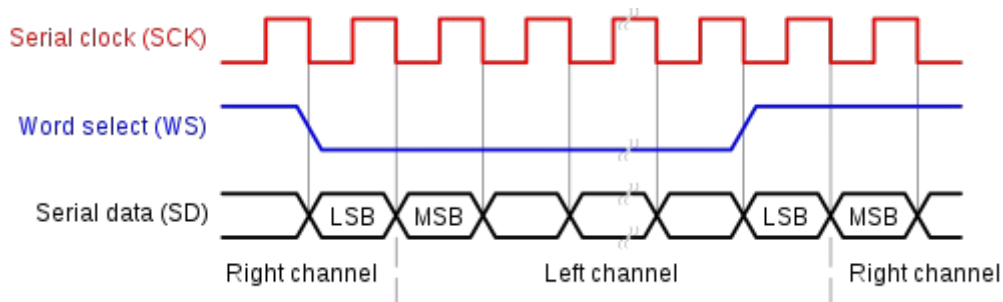 Serial clock (SCK)
Word select (WS)
Serial data (SD)
LSB
MSB
LSB
MSB
Right channel
Left channel
Right channel